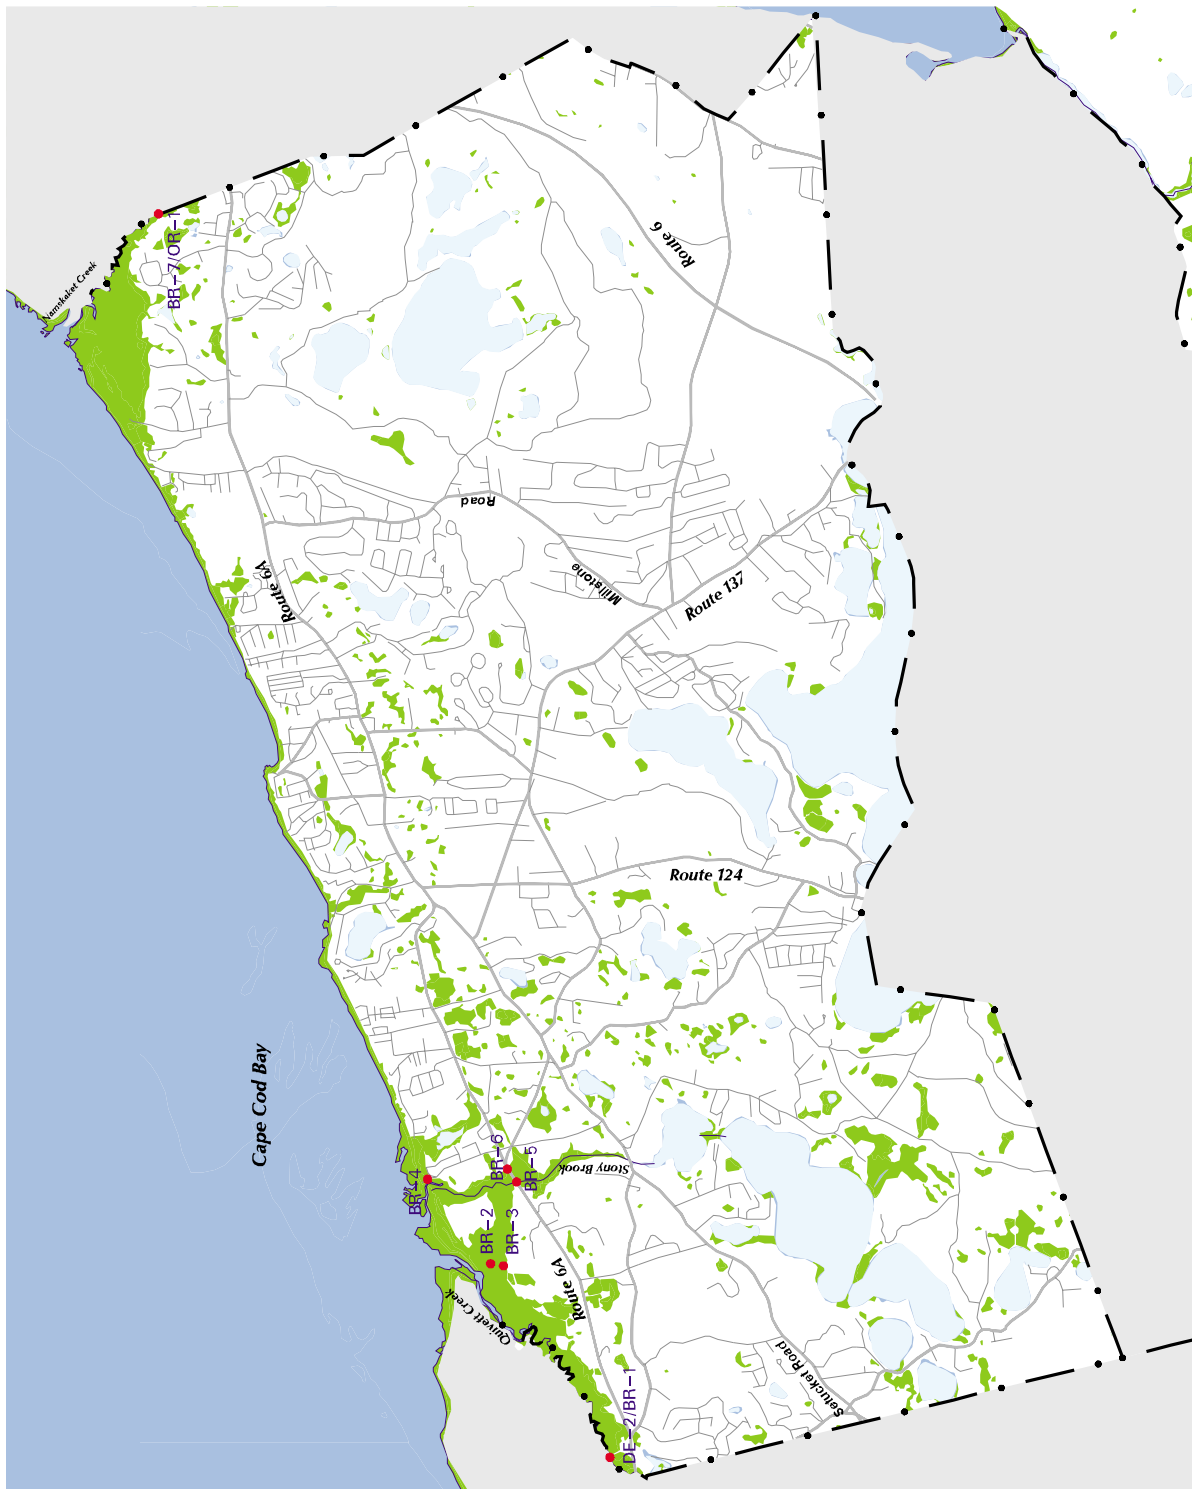 Namskaket Creek
BR-7/OR-1
Route 6
Road
Millstone
Route 6A
Route 137
Route 124
Cape Cod Bay
BR-4
BR-6
BR-5
Stony Brook
BR-2
BR-3
Quivett Creek
Route 6A
Setucket Road
DE-2/BR-1